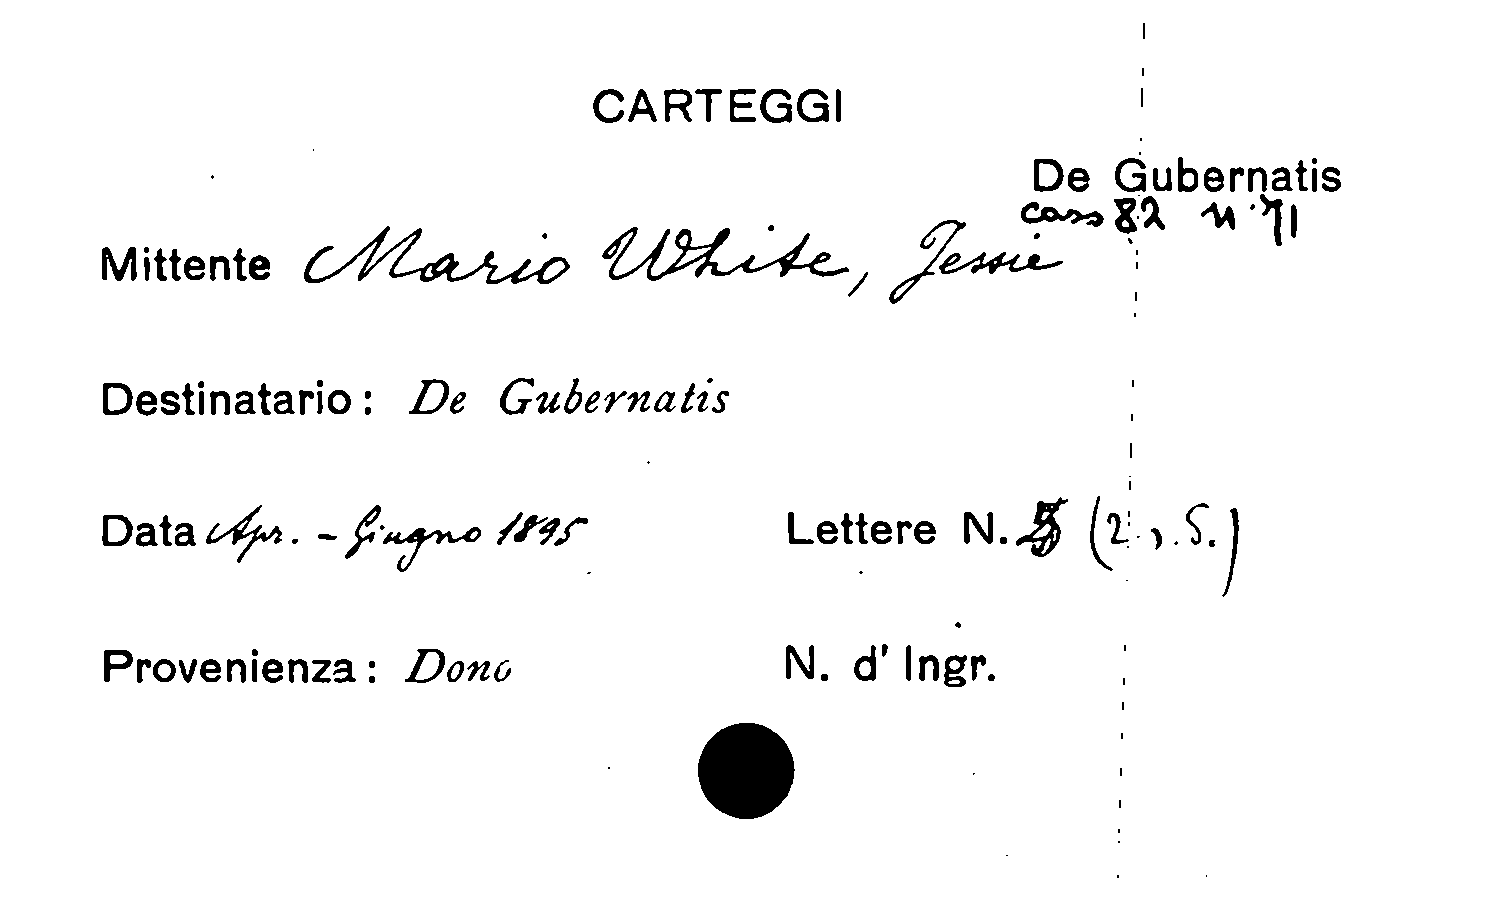 CARTEGGI
De Gubernatis
cass 82 n. 71
Mittente Mario White, Jessie
Destinatario: De Gubernatis
Data Apr. - Giugno 1895
Lettere N. 5 (2 , S.)
Provenienza: Dono
N. d' Ingr.